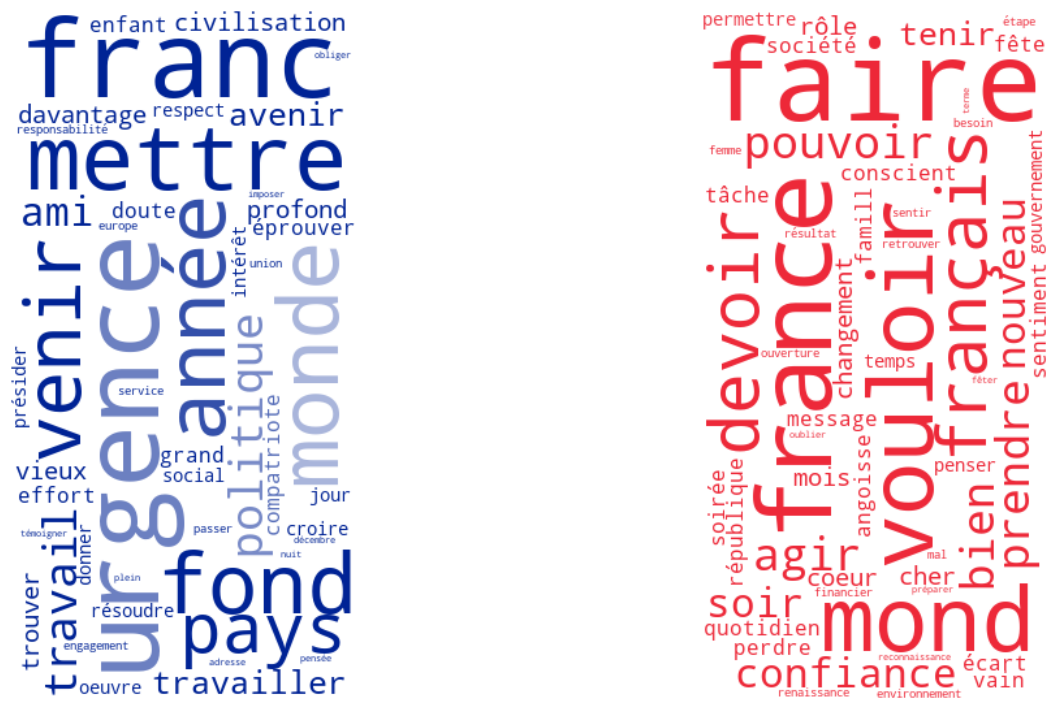 enfant
civilisation
franc
obliger
davantage
respect
avenir
responsabilité
mettre
imposer
ami
doute
profond
europe
éprouver
venir
urgence
année
intérêt
union
monde
politique
compatriote
présider
service
grand
social
vieux
effort
jour
témoigner
travail
donner
passer
croire
décembre
nuit
trouver
plein
fond
résoudre
pays
engagement
adresse
pensée
oeuvre
travailler
permettre
rôle
étape
société
tenir
fête
faire
terme
besoin
femme
pouvoir
conscient
gouvernement
tâche
famill
sentir
devoir
france
résultat
retrouver
vouloir
français
nouveau
sentiment
changement
ouverture
temps
fêter
prendre
message
oublier
angoisse
penser
mois
soirée
république
bien
agir
mal
coeur
cher
financier
préparer
soir
mond
quotidien
perdre
reconnaissance
écart
confiance
vain
renaissance
environnement